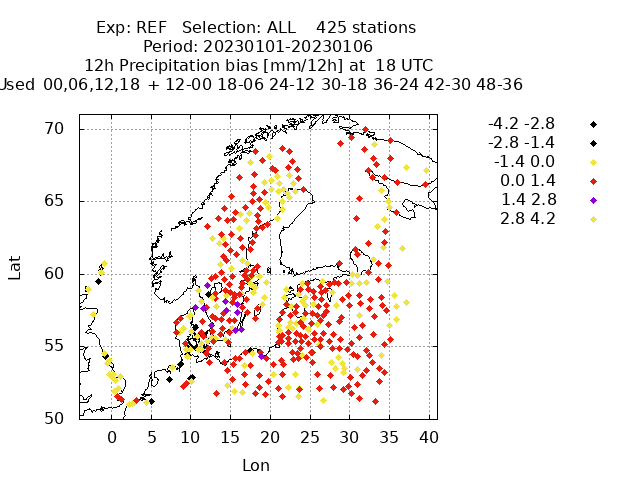 Exp: REF   Selection: ALL    425 stations
Period: 20230101-20230106
12h Precipitation bias [mm/12h] at  18 UTC
Used 00,06,12,18 + 12-00 18-06 24-12 30-18 36-24 42-30 48-36
-4.2 -2.8
-2.8 -1.4
-1.4 0.0
0.0 1.4
1.4 2.8
2.8 4.2
70
65
60
55
50
Lat
0 5 10 15 20 25 30 35 40
Lon